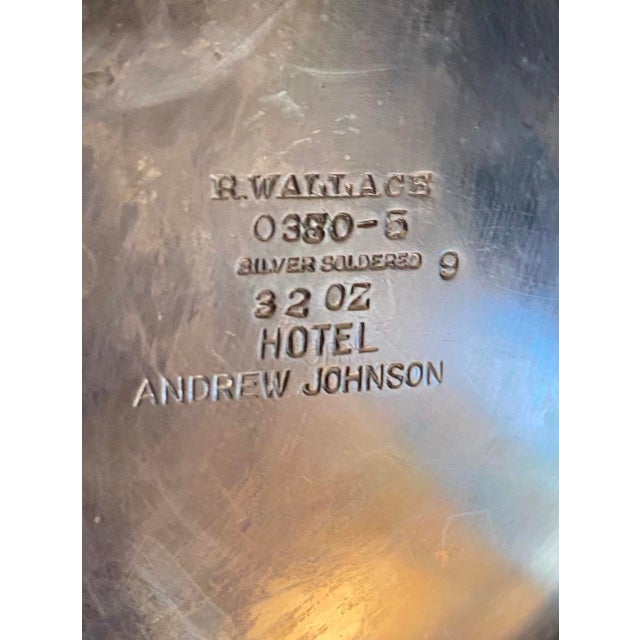 R.WALLACE
0380-5
SILVER SOLDERED 9
32 OZ
HOTEL
ANDREW JOHNSON